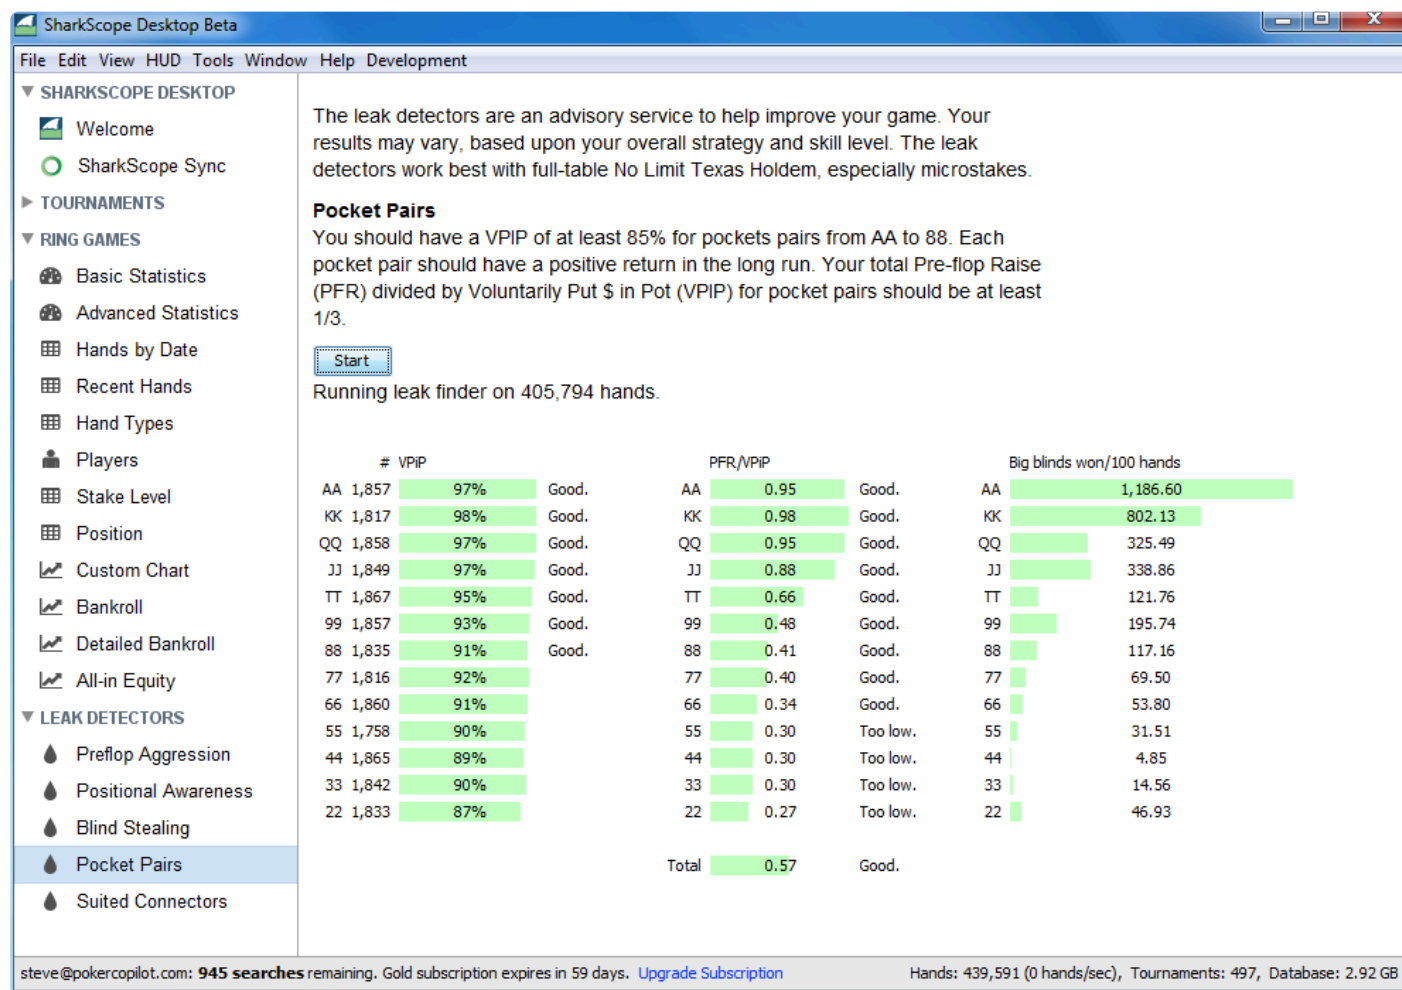 SharkScope Desktop Beta
File Edit View HUD Tools Window Help Development
SHARKSCOPE DESKTOP
Welcome
SharkScope Sync
TOURNAMENTS
RING GAMES
Basic Statistics
Advanced Statistics
Hands by Date
Recent Hands
Hand Types
Players
Stake Level
Position
Custom Chart
Bankroll
Detailed Bankroll
All-in Equity
LEAK DETECTORS
Preflop Aggression
Positional Awareness
Blind Stealing
Pocket Pairs
Suited Connectors
The leak detectors are an advisory service to help improve your game. Your
results may vary, based upon your overall strategy and skill level. The leak
detectors work best with full-table No Limit Texas Holdem, especially microstakes.
Pocket Pairs
You should have a VPIP of at least 85% for pockets pairs from AA to 88. Each
pocket pair should have a positive return in the long run. Your total Pre-flop Raise
(PFR) divided by Voluntarily Put $ in Pot (VPIP) for pocket pairs should be at least
1/3.
Start
Running leak finder on 405,794 hands.
# VPiP PFR/VPiP Big blinds won/100 hands
AA 1,857 97% Good. AA 0.95 Good. AA 1,186.60
KK 1,817 98% Good. KK 0.98 Good. KK 802.13
QQ 1,858 97% Good. QQ 0.95 Good. QQ 325.49
JJ 1,849 97% Good. JJ 0.88 Good. JJ 338.86
TT 1,867 95% Good. TT 0.66 Good. TT 121.76
99 1,857 93% Good. 99 0.48 Good. 99 195.74
88 1,835 91% Good. 88 0.41 Good. 88 117.16
77 1,816 92% 77 0.40 Good. 77 69.50
66 1,860 91% 66 0.34 Good. 66 53.80
55 1,758 90% 55 0.30 Too low. 55 31.51
44 1,865 89% 44 0.30 Too low. 44 4.85
33 1,842 90% 33 0.30 Too low. 33 14.56
22 1,833 87% 22 0.27 Too low. 22 46.93
Total 0.57 Good.
steve@pokercopilot.com: 945 searches remaining. Gold subscription expires in 59 days. Upgrade Subscription Hands: 439,591 (0 hands/sec), Tournaments: 497, Database: 2.92 GB